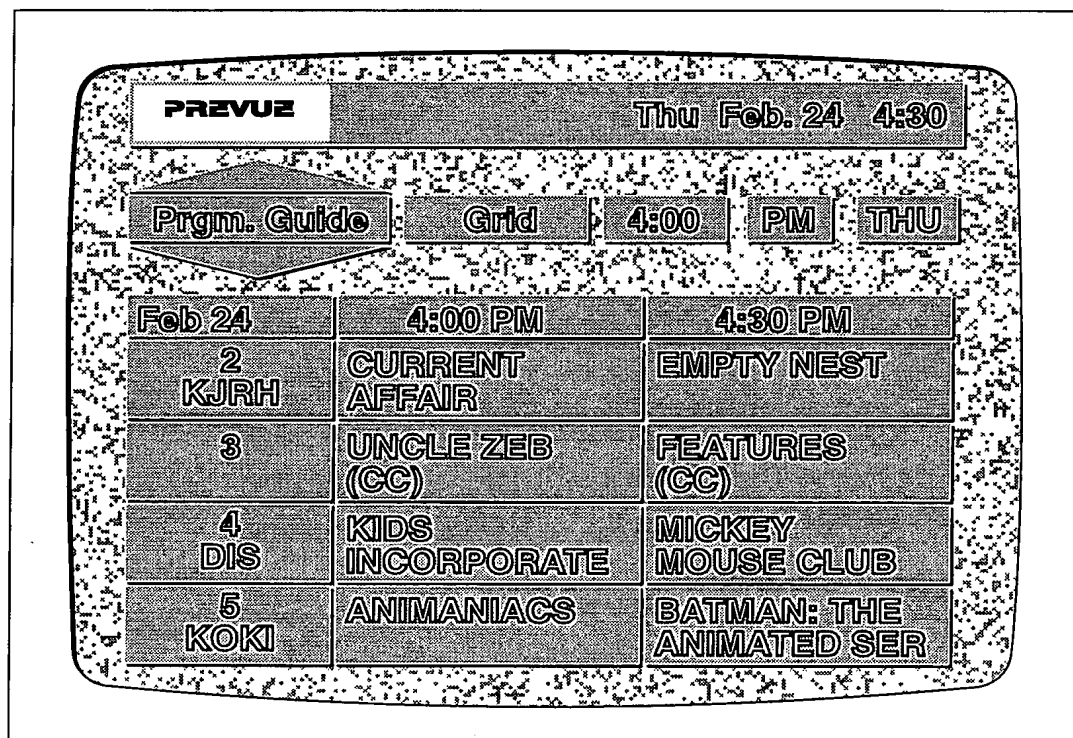 PREVUE
Thu Feb. 24 4:30
Prgm. Guide Grid 4:00 PM THU
Feb 24 4:00 PM 4:30 PM
2
KJRH
CURRENT
AFFAIR
EMPTY NEST
3
UNCLE ZEB
(CC)
FEATURES
(CC)
4
DIS
KIDS
INCORPORATE
MICKEY
MOUSE CLUB
5
KOKI
ANIMANIACS
BATMAN: THE
ANIMATED SER